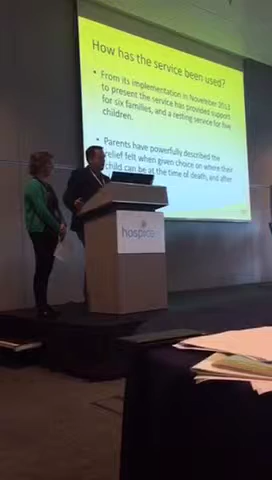 How has the service been used?
• From its implementation in November 2013
to present the service has provided support
for six families, and a resting service for five
children.
• Parents have powerfully described the
relief felt when given choice on where their
child can be at the time of death, and after